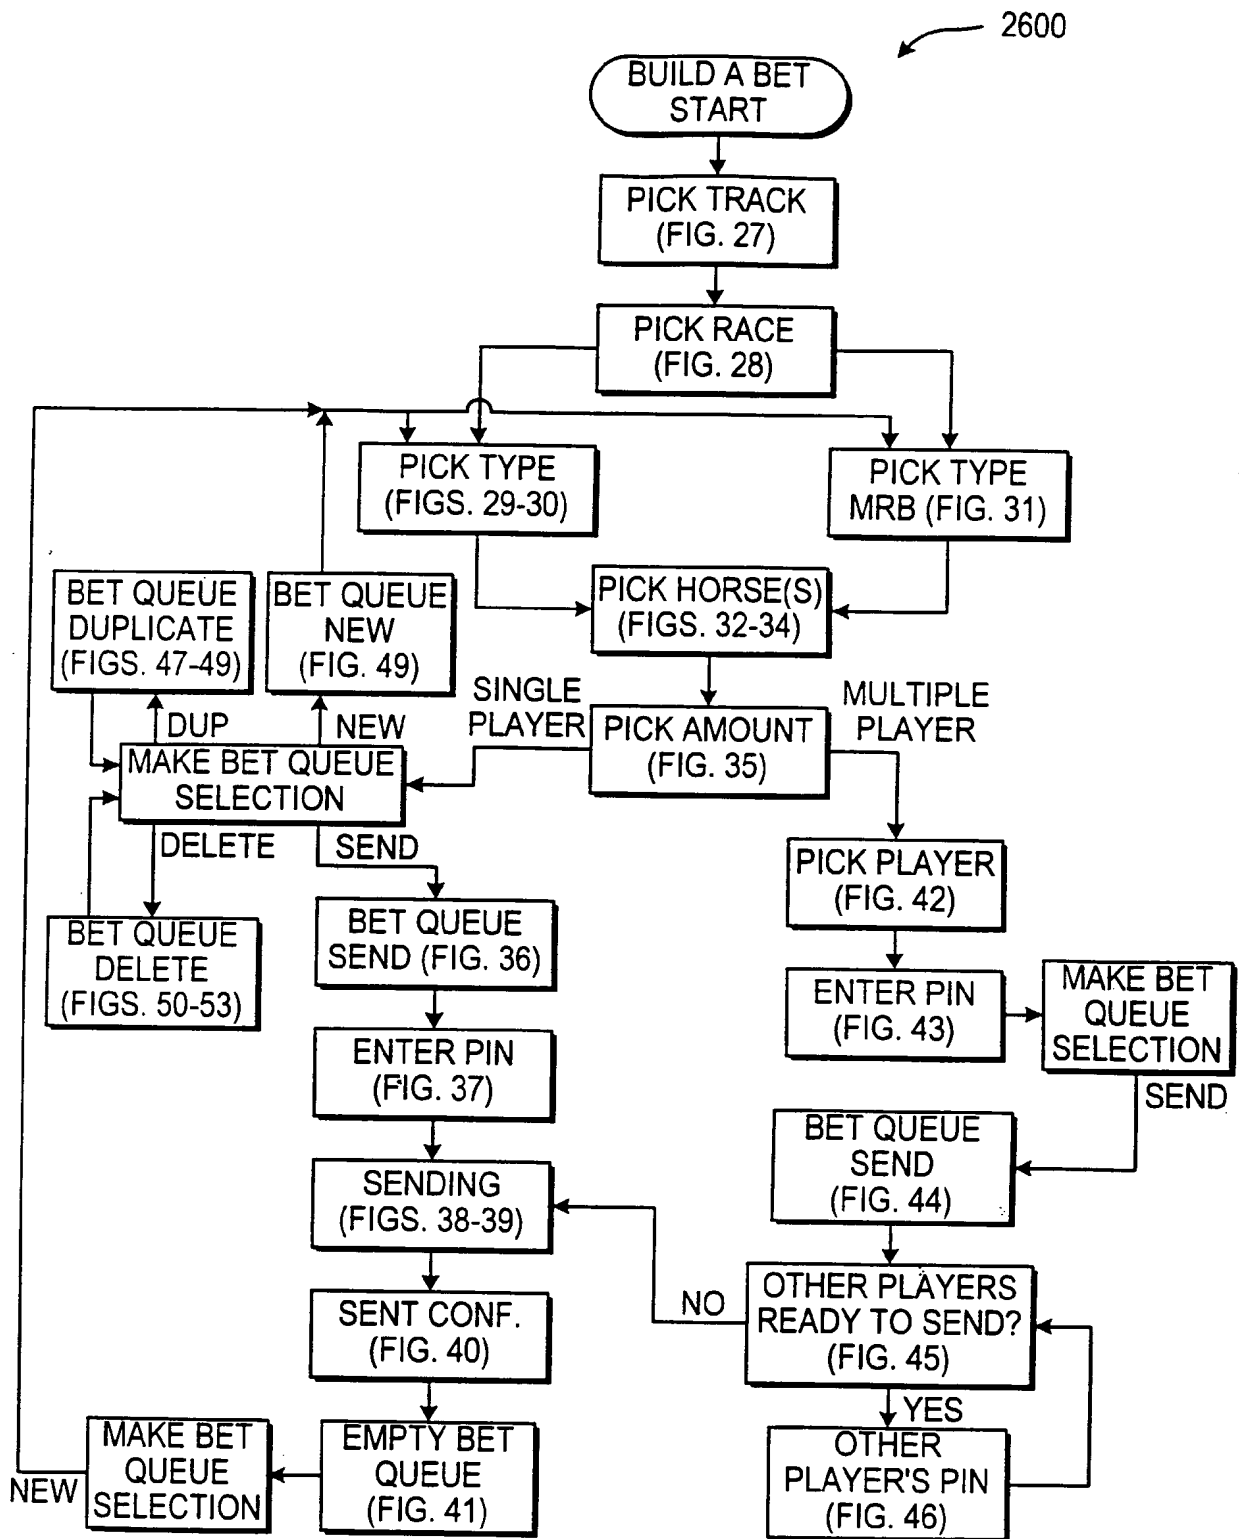 2600
BUILD A BET
START
PICK TRACK
(FIG. 27)
PICK RACE
(FIG. 28)
PICK TYPE
(FIGS. 29-30)
PICK TYPE
MRB (FIG. 31)
BET QUEUE
DUPLICATE
(FIGS. 47-49)
BET QUEUE
NEW
(FIG. 49)
PICK HORSE(S)
(FIGS. 32-34)
SINGLE
PLAYER
MULTIPLE
PLAYER
DUP
NEW
PICK AMOUNT
(FIG. 35)
MAKE BET QUEUE
SELECTION
DELETE
SEND
PICK PLAYER
(FIG. 42)
BET QUEUE
DELETE
(FIGS. 50-53)
BET QUEUE
SEND (FIG. 36)
ENTER PIN
(FIG. 43)
MAKE BET
QUEUE
SELECTION
ENTER PIN
(FIG. 37)
SEND
BET QUEUE
SEND
(FIG. 44)
SENDING
(FIGS. 38-39)
NO
OTHER PLAYERS
READY TO SEND?
(FIG. 45)
SENT CONF.
(FIG. 40)
YES
MAKE BET
QUEUE
SELECTION
NEW
EMPTY BET
QUEUE
(FIG. 41)
OTHER
PLAYER'S PIN
(FIG. 46)